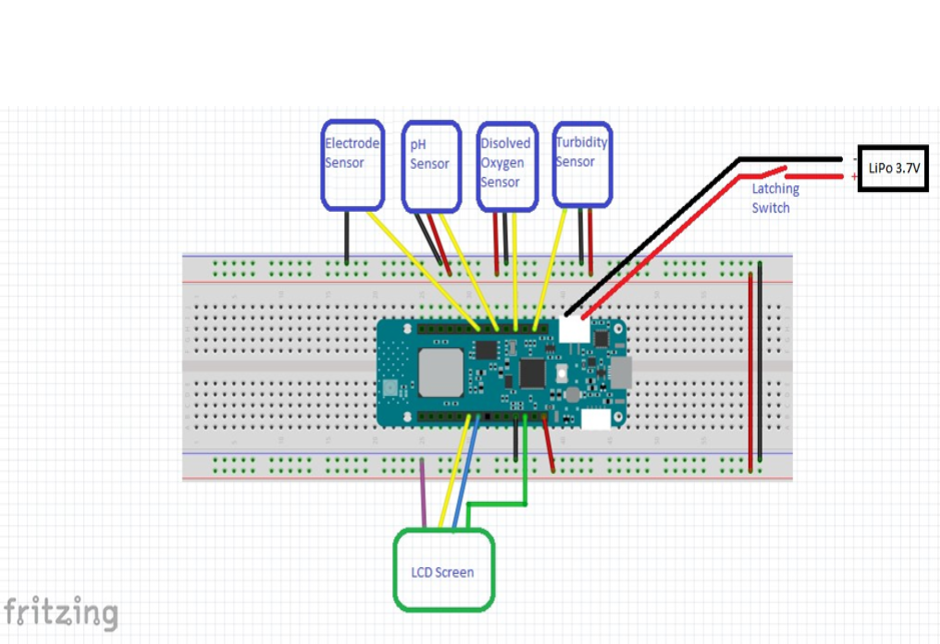 Electrode
Sensor
pH
Sensor
Disolved
Oxygen
Sensor
Turbidity
Sensor
-
+
LiPo 3.7V
Latching
Switch
LCD Screen
fritzing